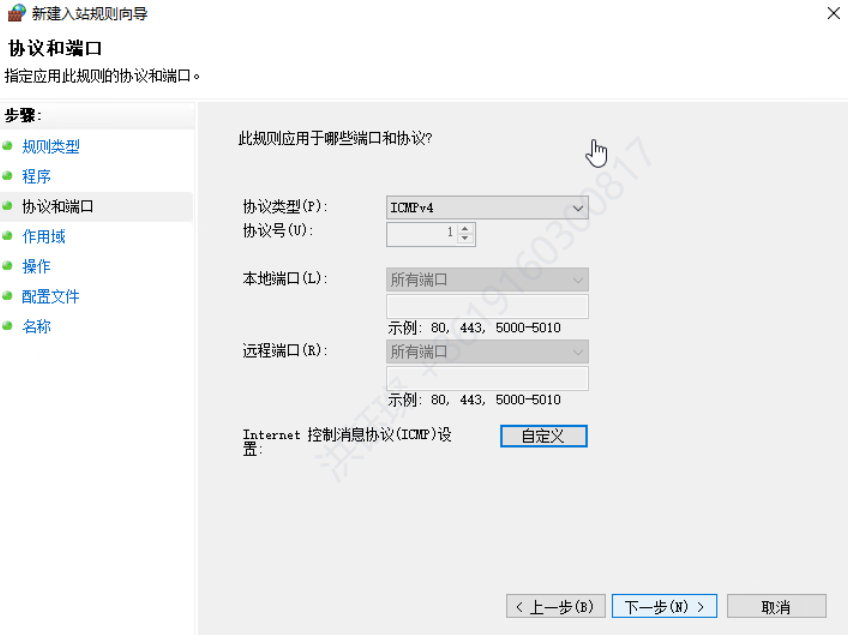 新建入站规则向导
协议和端口
指定应用此规则的协议和端口。
步骤:
规则类型
程序
协议和端口
作用域
操作
配置文件
名称
此规则应用于哪些端口和协议?
协议类型(P): ICMPv4
协议号(U): 1
本地端口(L): 所有端口
示例: 80, 443, 5000-5010
远程端口(R): 所有端口
示例: 80, 443, 5000-5010
Internet 控制消息协议(ICMP)设
置:
自定义
< 上一步(B) 下一步(N) > 取消
+8619160300817